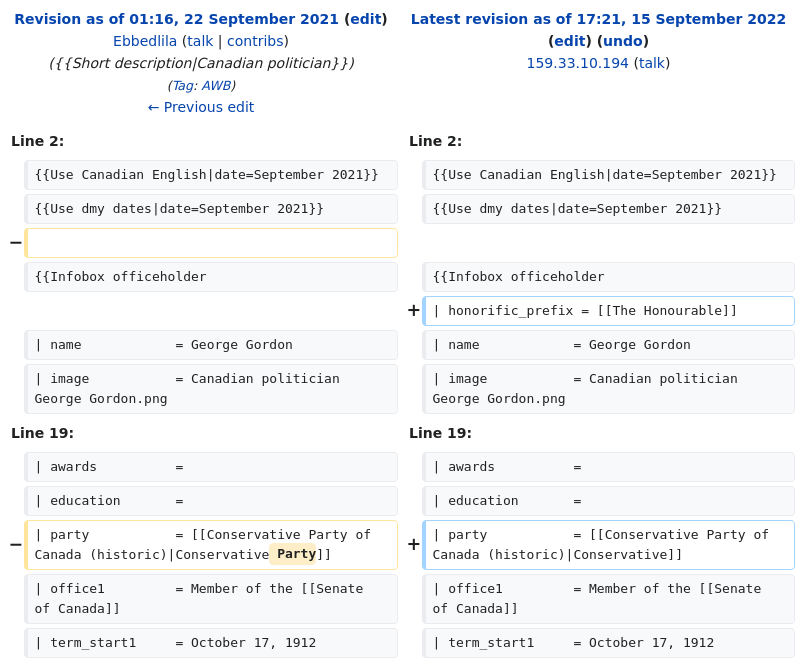 Revision as of 01:16, 22 September 2021 (edit)
Ebbedlila (talk | contribs)
({{Short description|Canadian politician}})
(Tag: AWB)
← Previous edit
Latest revision as of 17:21, 15 September 2022
(edit) (undo)
159.33.10.194 (talk)
Line 2:
Line 2:
{{Use Canadian English|date=September 2021}}
{{Use Canadian English|date=September 2021}}
{{Use dmy dates|date=September 2021}}
{{Use dmy dates|date=September 2021}}
−
{{Infobox officeholder
{{Infobox officeholder
+ | honorific_prefix = [[The Honourable]]
| name           = George Gordon
| name           = George Gordon
| image          = Canadian politician
George Gordon.png
| image          = Canadian politician
George Gordon.png
Line 19:
Line 19:
| awards         =
| awards         =
| education      =
| education      =
− | party          = [[Conservative Party of
Canada (historic)|Conservative Party]]
+ | party          = [[Conservative Party of
Canada (historic)|Conservative]]
| office1        = Member of the [[Senate
of Canada]]
| office1        = Member of the [[Senate
of Canada]]
| term_start1    = October 17, 1912
| term_start1    = October 17, 1912